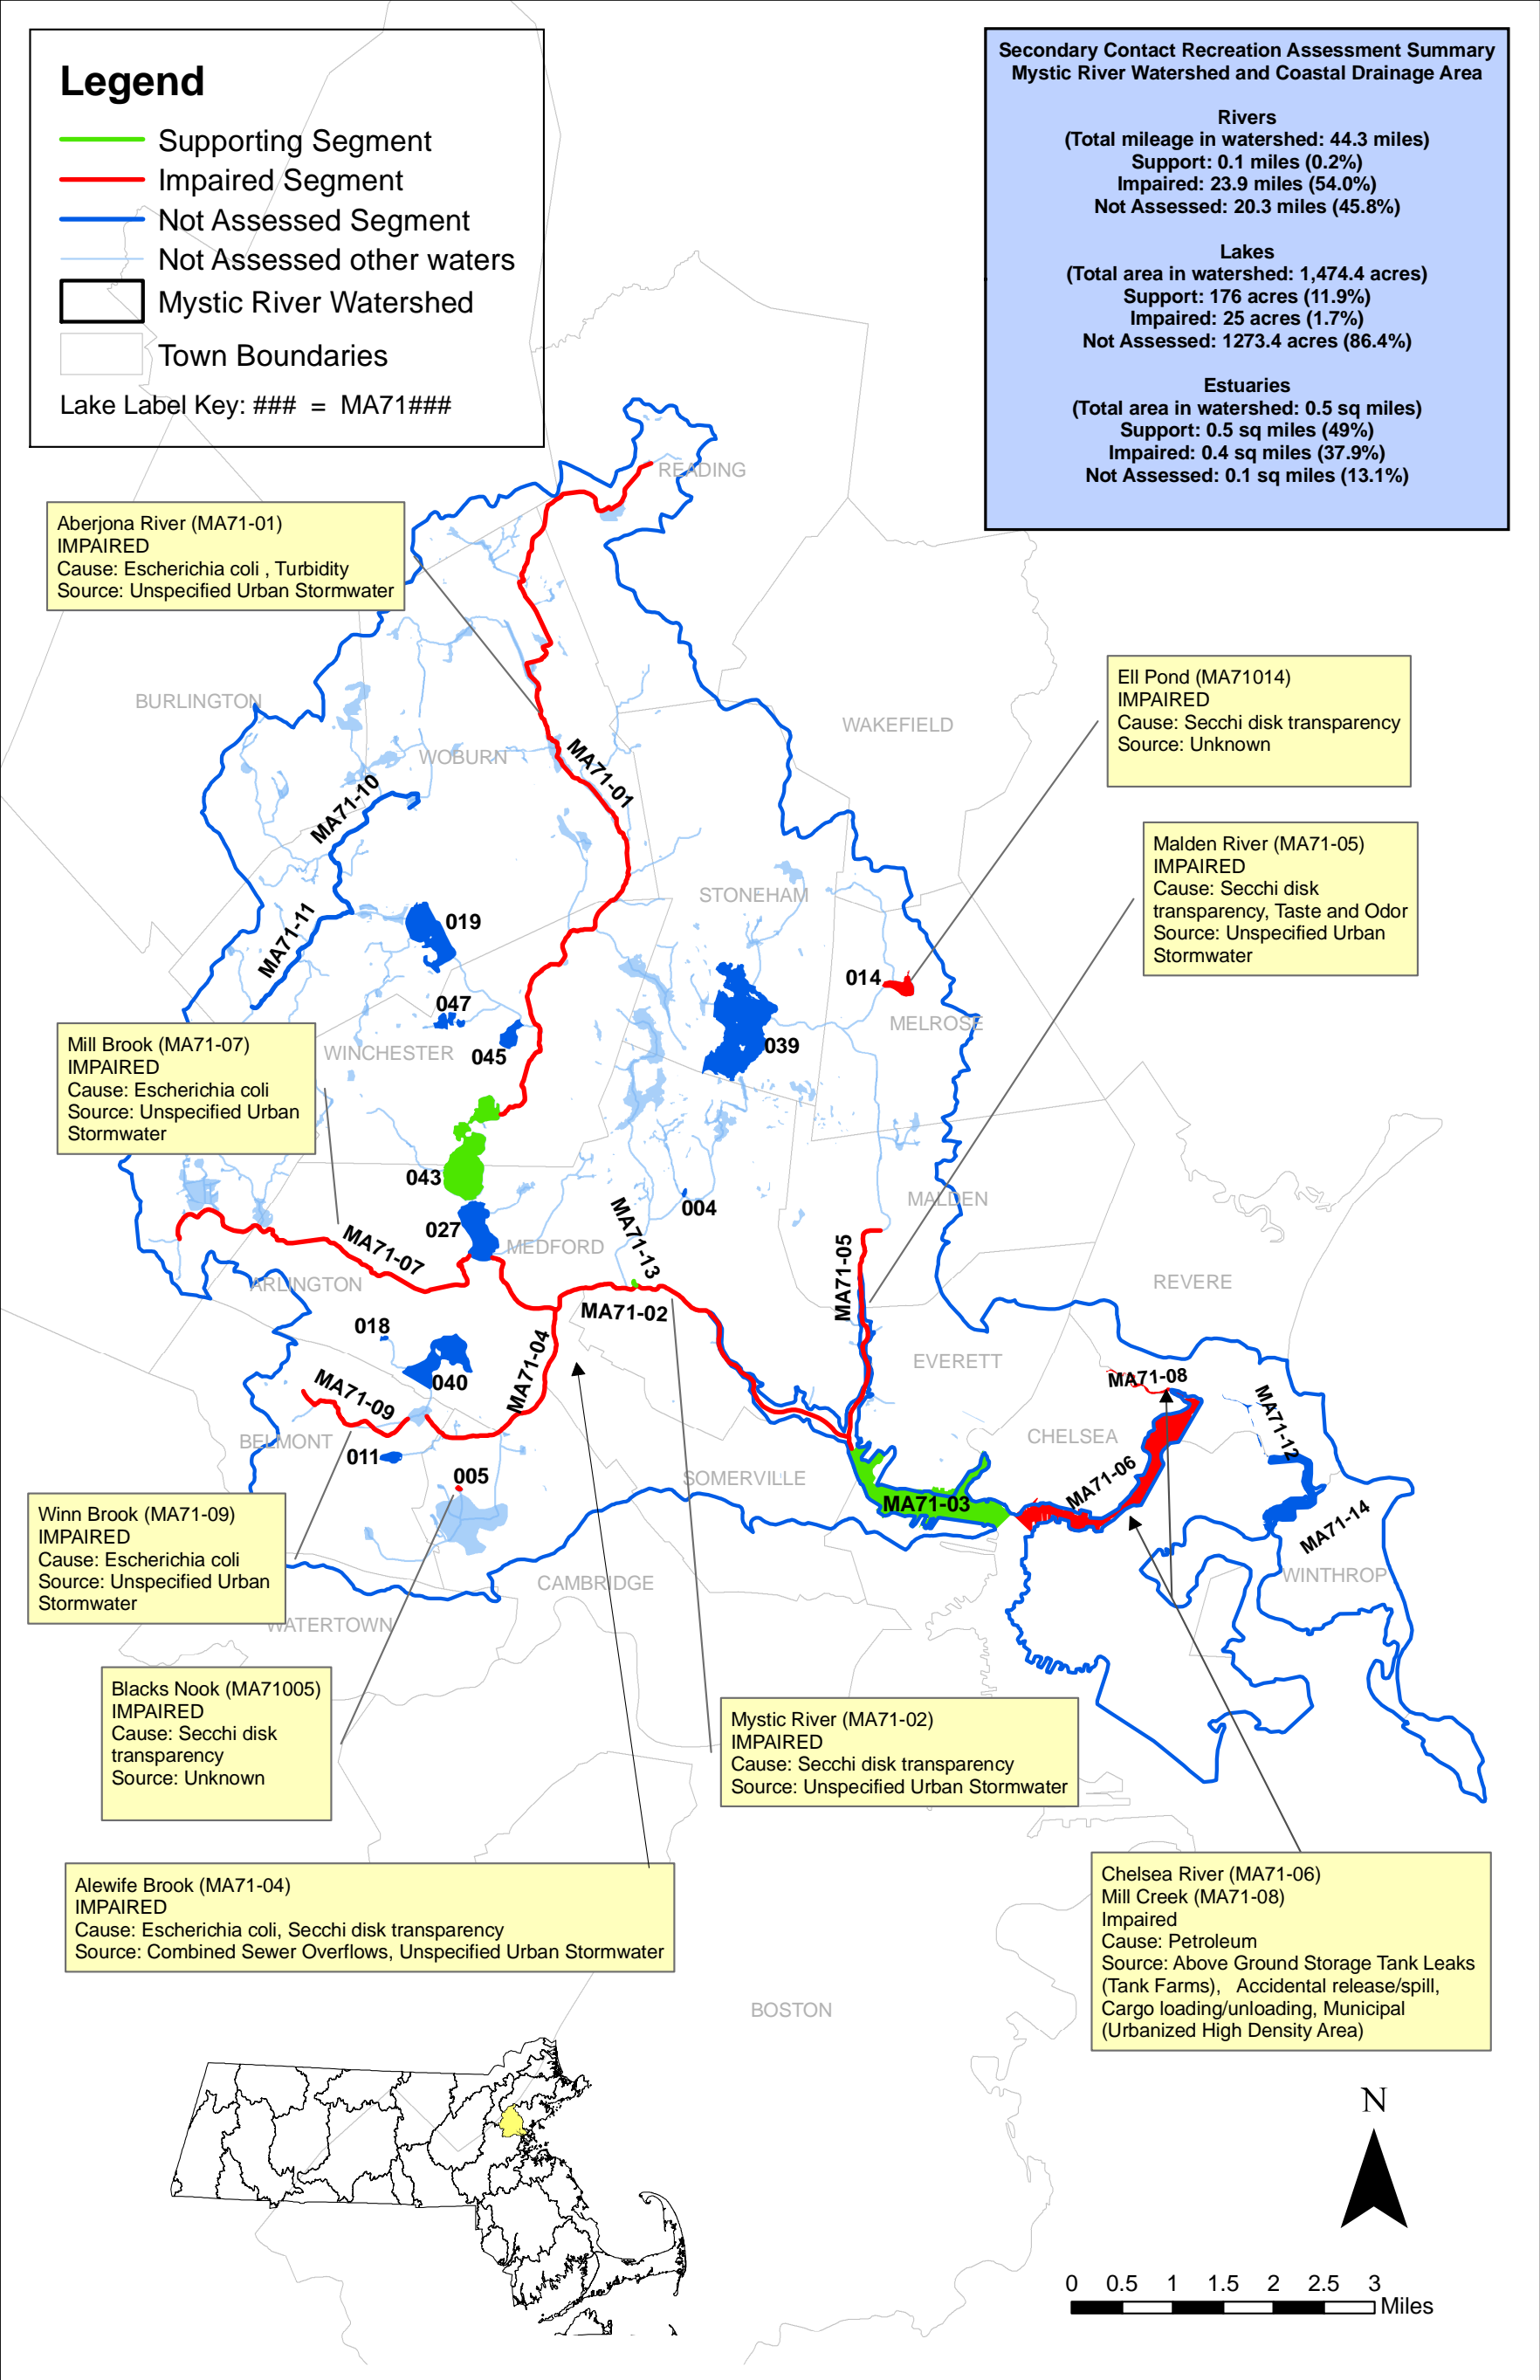 Legend
Supporting Segment
Impaired Segment
Not Assessed Segment
Not Assessed other waters
Mystic River Watershed
Town Boundaries
Lake Label Key: ### = MA71###
Secondary Contact Recreation Assessment Summary
Mystic River Watershed and Coastal Drainage Area
Rivers
(Total mileage in watershed: 44.3 miles)
Support: 0.1 miles (0.2%)
Impaired: 23.9 miles (54.0%)
Not Assessed: 20.3 miles (45.8%)
Lakes
(Total area in watershed: 1,474.4 acres)
Support: 176 acres (11.9%)
Impaired: 25 acres (1.7%)
Not Assessed: 1273.4 acres (86.4%)
Estuaries
(Total area in watershed: 0.5 sq miles)
Support: 0.5 sq miles (49%)
Impaired: 0.4 sq miles (37.9%)
Not Assessed: 0.1 sq miles (13.1%)
READING
Aberjona River (MA71-01)
IMPAIRED
Cause: Escherichia coli , Turbidity
Source: Unspecified Urban Stormwater
Ell Pond (MA71014)
IMPAIRED
Cause: Secchi disk transparency
Source: Unknown
BURLINGTON
WAKEFIELD
WOBURN
MA71-01
MA71-10
Malden River (MA71-05)
IMPAIRED
Cause: Secchi disk
transparency, Taste and Odor
Source: Unspecified Urban
Stormwater
STONEHAM
019
MA71-11
014
047
MELROSE
045
039
WINCHESTER
Mill Brook (MA71-07)
IMPAIRED
Cause: Escherichia coli
Source: Unspecified Urban
Stormwater
043
004
MALDEN
027
MA71-13
MEDFORD
MA71-07
MA71-05
ARLINGTON
REVERE
MA71-02
018
EVERETT
040
MA71-04
MA71-08
MA71-09
MA71-12
BELMONT
CHELSEA
011
005
SOMERVILLE
MA71-06
MA71-03
MA71-14
Winn Brook (MA71-09)
IMPAIRED
Cause: Escherichia coli
Source: Unspecified Urban
Stormwater
CAMBRIDGE
WINTHROP
WATERTOWN
Blacks Nook (MA71005)
IMPAIRED
Cause: Secchi disk
transparency
Source: Unknown
Mystic River (MA71-02)
IMPAIRED
Cause: Secchi disk transparency
Source: Unspecified Urban Stormwater
Alewife Brook (MA71-04)
IMPAIRED
Cause: Escherichia coli, Secchi disk transparency
Source: Combined Sewer Overflows, Unspecified Urban Stormwater
Chelsea River (MA71-06)
Mill Creek (MA71-08)
Impaired
Cause: Petroleum
Source: Above Ground Storage Tank Leaks
(Tank Farms), Accidental release/spill,
Cargo loading/unloading, Municipal
(Urbanized High Density Area)
BOSTON
N
0 0.5 1 1.5 2 2.5 3
Miles